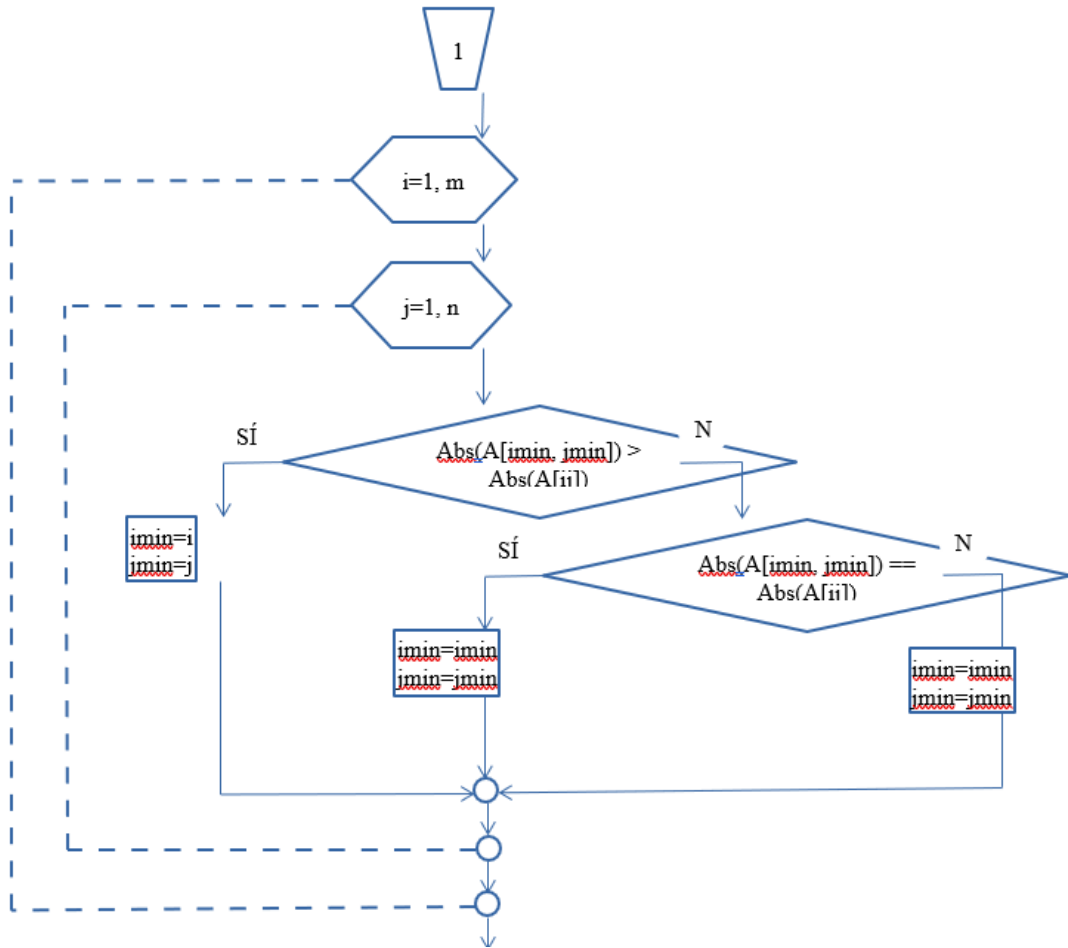 1
i=1, m
j=1, n
SÍ
N
Abs(A[imin, jmin]) >
Abs(A[ij])
imin=i
jmin=j
SÍ
N
Abs(A[imin, jmin]) ==
Abs(A[ij])
imin=imin
jmin=jmin
imin=imin
jmin=jmin